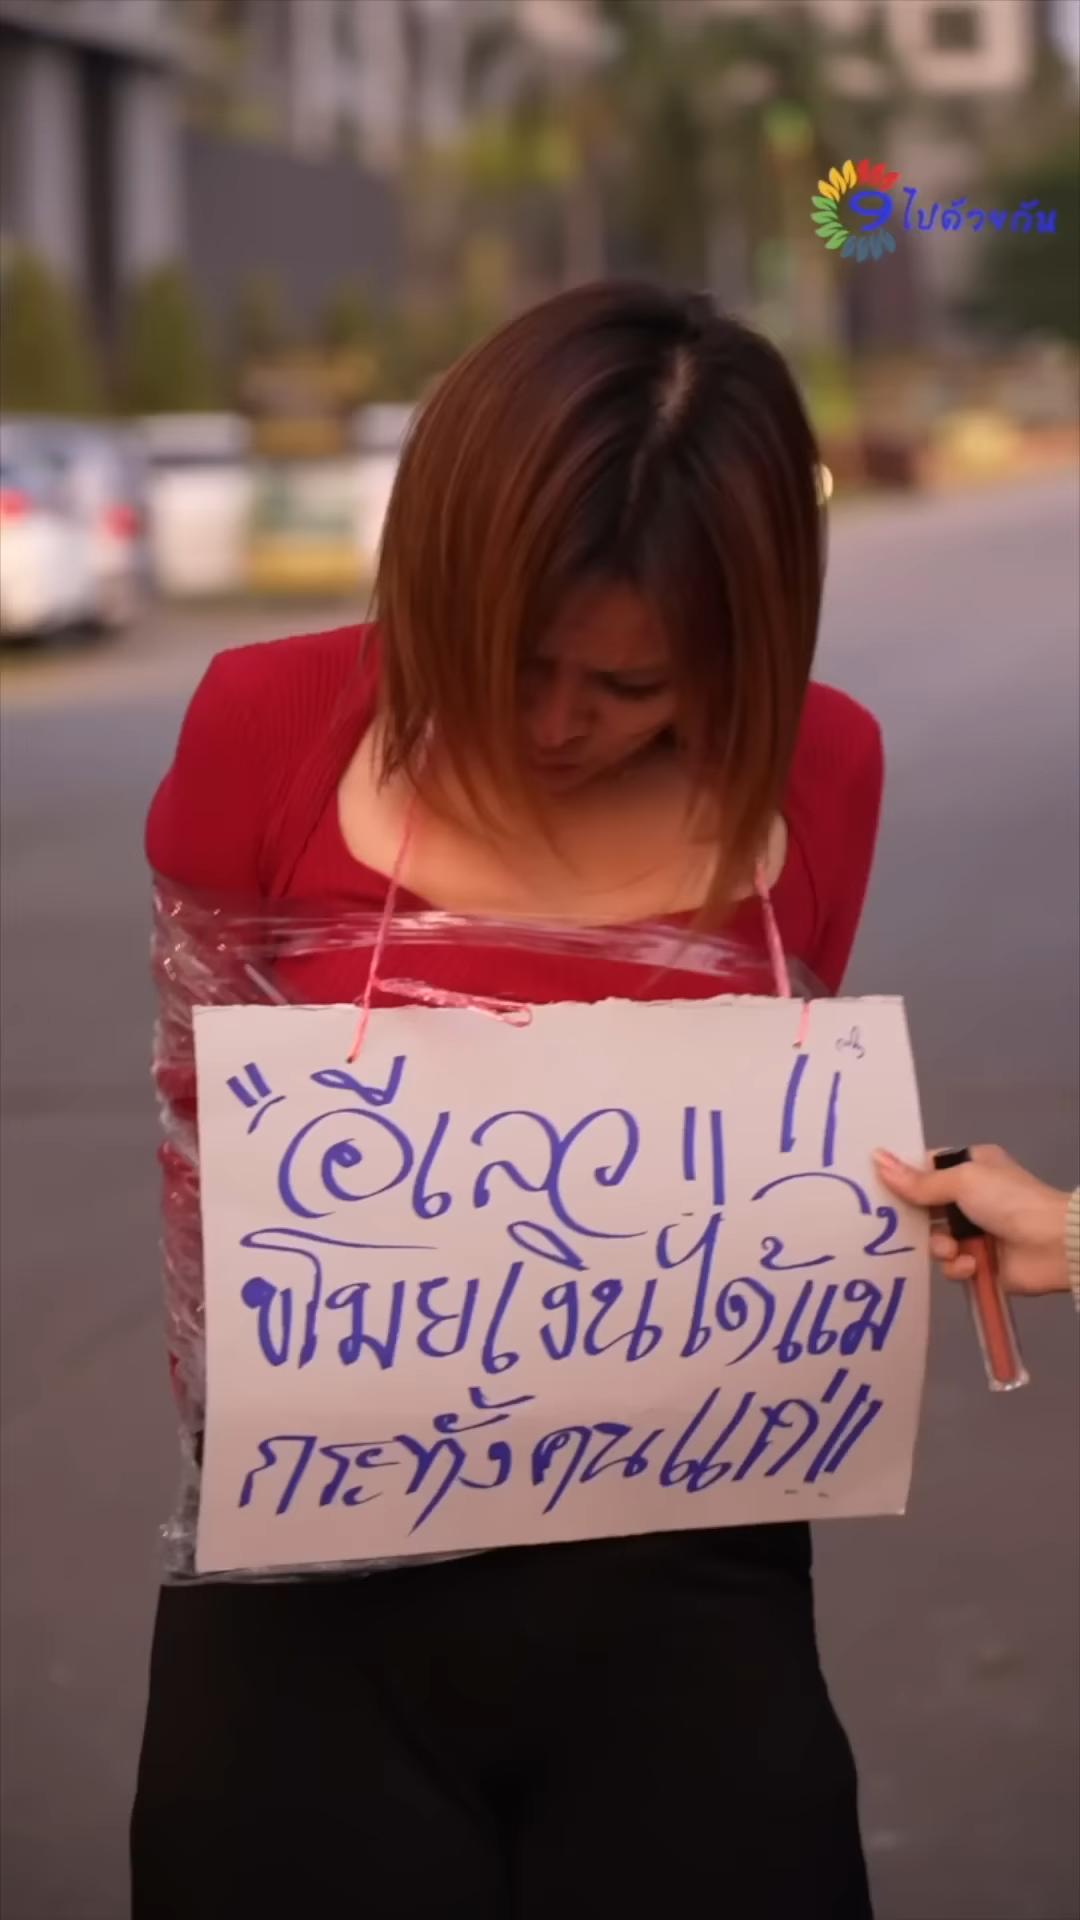 9 ไปด้วยกัน
"อีเลว!! !!
ขโมยเงินได้แม้
กระทั่งคนแก่!!